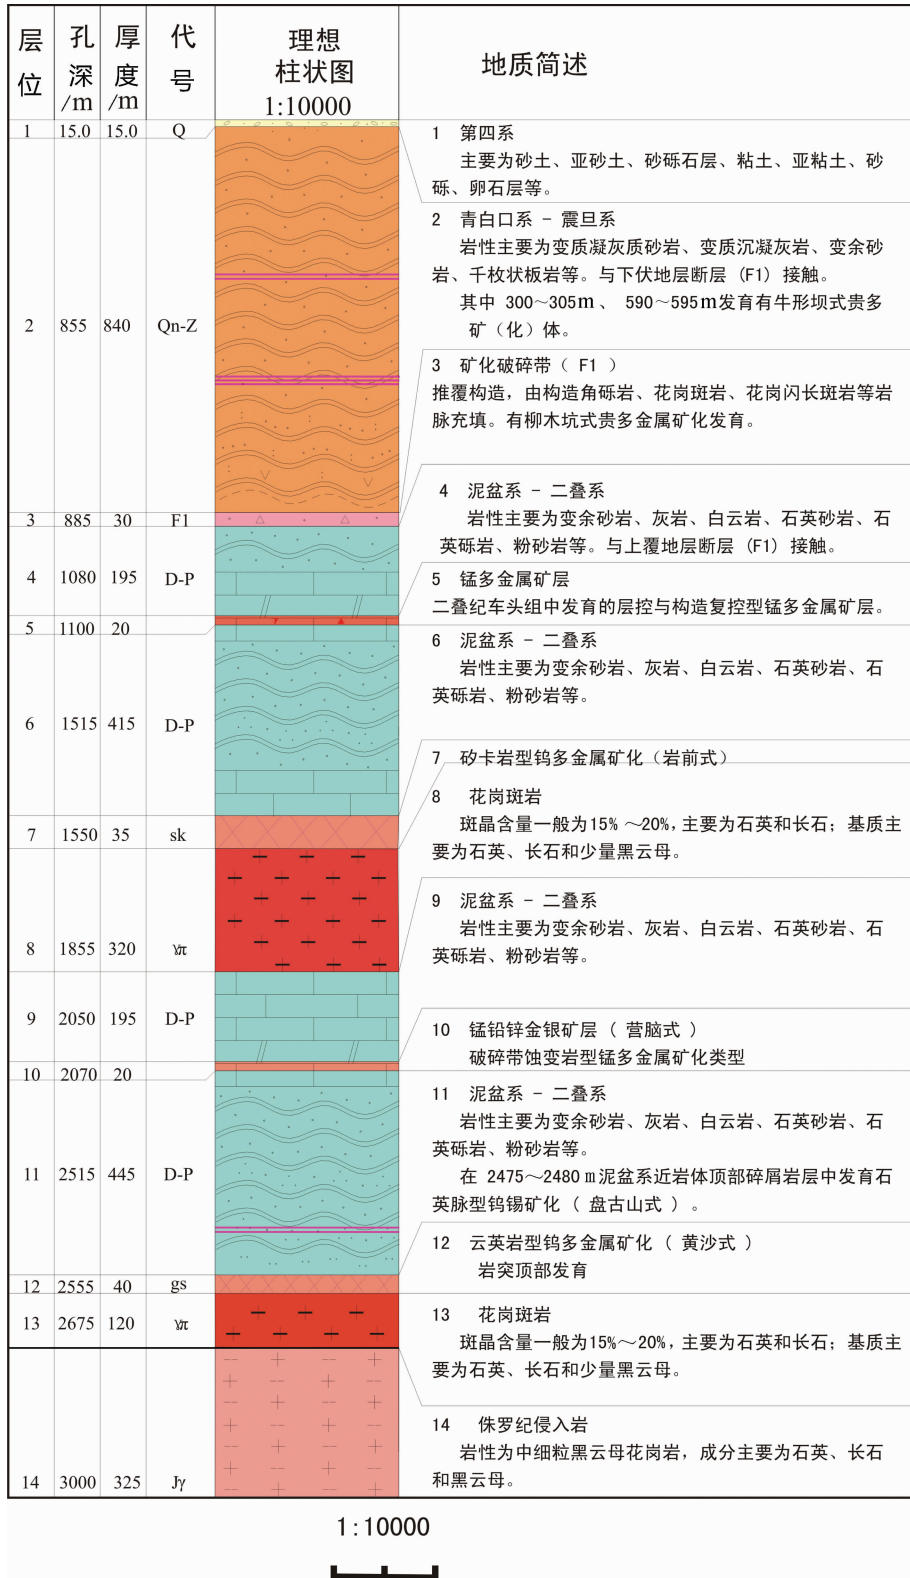 层位 孔深/m 厚度/m 代号 理想柱状图 1:10000 地质简述
1 15.0 15.0 Q
1 第四系
主要为砂土、亚砂土、砂砾石层、粘土、亚粘土、砂
砾、卵石层等。
2 855 840 Qn-Z
2 青白口系 - 震旦系
岩性主要为变质凝灰质砂岩、变质沉凝灰岩、变余砂
岩、千枚状板岩等。与下伏地层断层 (F1) 接触。
其中 300~305m、 590~595m发育有牛形坝式贵多
矿（化）体。
3 885 30 F1
3 矿化破碎带（ F1 ）
推覆构造，由构造角砾岩、花岗斑岩、花岗闪长斑岩等岩
脉充填。有柳木坑式贵多金属矿化发育。
4 1080 195 D-P
4 泥盆系 - 二叠系
岩性主要为变余砂岩、灰岩、白云岩、石英砂岩、石
英砾岩、粉砂岩等。与上覆地层断层 (F1) 接触。
5 1100 20
5 锰多金属矿层
二叠纪车头组中发育的层控与构造复控型锰多金属矿层。
6 1515 415 D-P
6 泥盆系 - 二叠系
岩性主要为变余砂岩、灰岩、白云岩、石英砂岩、石
英砾岩、粉砂岩等。
7 1550 35 sk
7 矽卡岩型钨多金属矿化（岩前式）
8 1855 320 γπ
8 花岗斑岩
斑晶含量一般为15% ~20%，主要为石英和长石；基质主
要为石英、长石和少量黑云母。
9 2050 195 D-P
9 泥盆系 - 二叠系
岩性主要为变余砂岩、灰岩、白云岩、石英砂岩、石
英砾岩、粉砂岩等。
10 2070 20
10 锰铅锌金银矿层（ 营脑式 ）
破碎带蚀变岩型锰多金属矿化类型
11 2515 445 D-P
11 泥盆系 - 二叠系
岩性主要为变余砂岩、灰岩、白云岩、石英砂岩、石
英砾岩、粉砂岩等。
在 2475~2480 m泥盆系近岩体顶部碎屑岩层中发育石
英脉型钨锡矿化（ 盘古山式 ）。
12 2555 40 gs
12 云英岩型钨多金属矿化（ 黄沙式 ）
岩突顶部发育
13 2675 120 γπ
13 花岗斑岩
斑晶含量一般为15%~20%，主要为石英和长石；基质主
要为石英、长石和少量黑云母。
14 3000 325 Jγ
14 侏罗纪侵入岩
岩性为中细粒黑云母花岗岩，成分主要为石英、长石
和黑云母。
1:10000